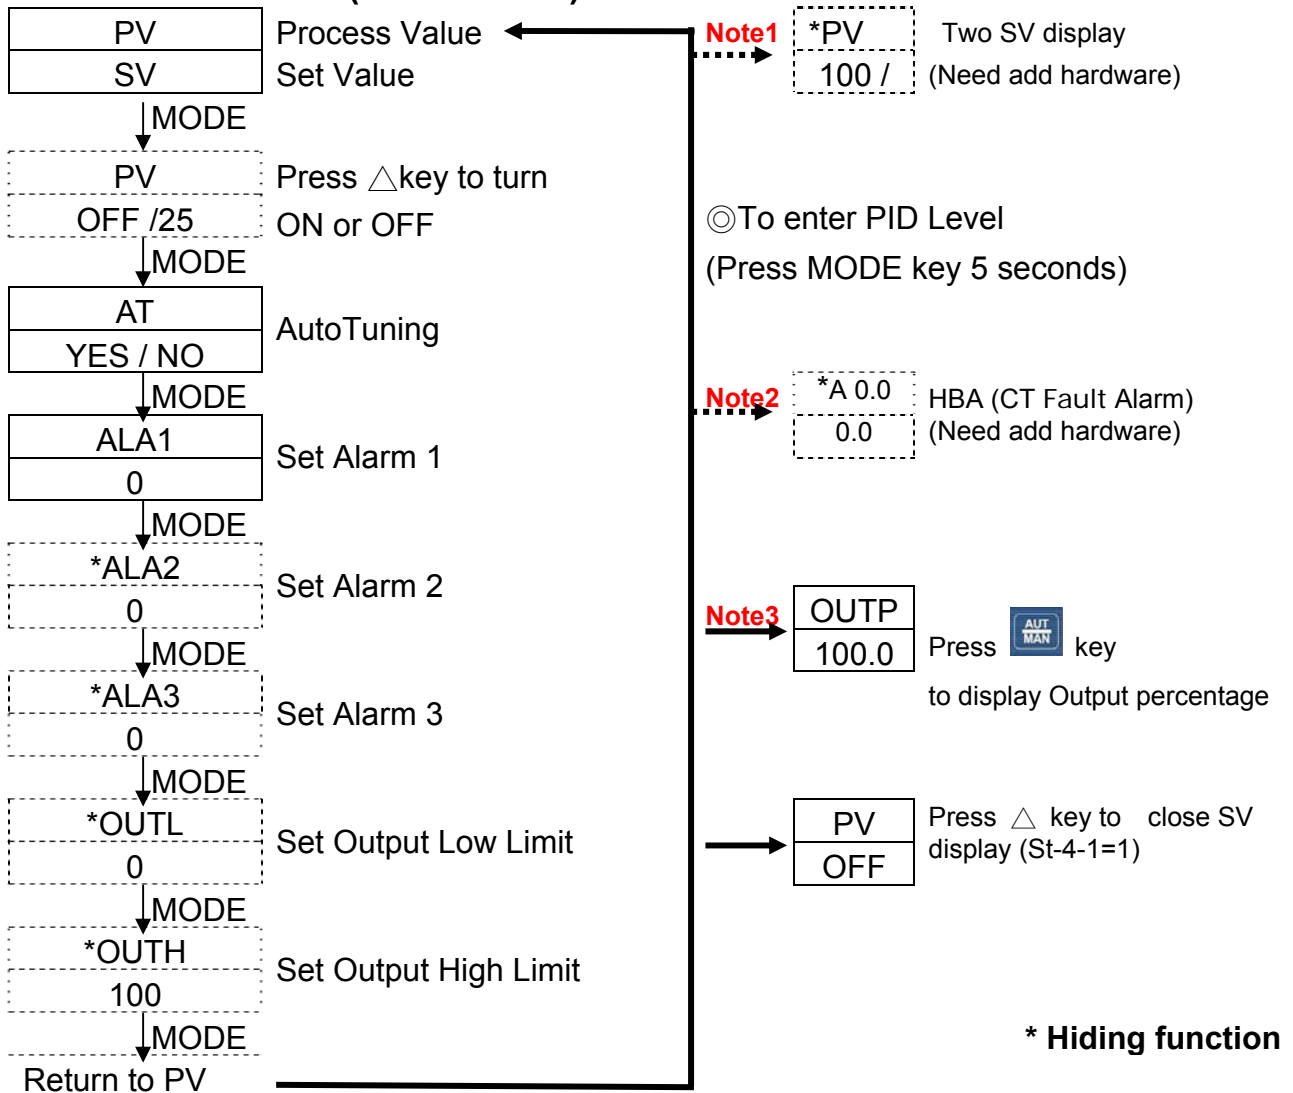 PV
SV
Process Value
Set Value
MODE
PV
OFF /25
Press △key to turn
ON or OFF
MODE
AT
YES / NO
AutoTuning
MODE
ALA1
0
Set Alarm 1
MODE
*ALA2
0
Set Alarm 2
MODE
*ALA3
0
Set Alarm 3
MODE
*OUTL
0
Set Output Low Limit
MODE
*OUTH
100
Set Output High Limit
MODE
Return to PV
Note1
*PV
100 /
Two SV display
(Need add hardware)
◎To enter PID Level
(Press MODE key 5 seconds)
Note2
*A 0.0
0.0
HBA (CT Fault Alarm)
(Need add hardware)
Note3
OUTP
100.0
Press AUT MAN key
to display Output percentage
PV
OFF
Press △ key to close SV
display (St-4-1=1)
* Hiding function